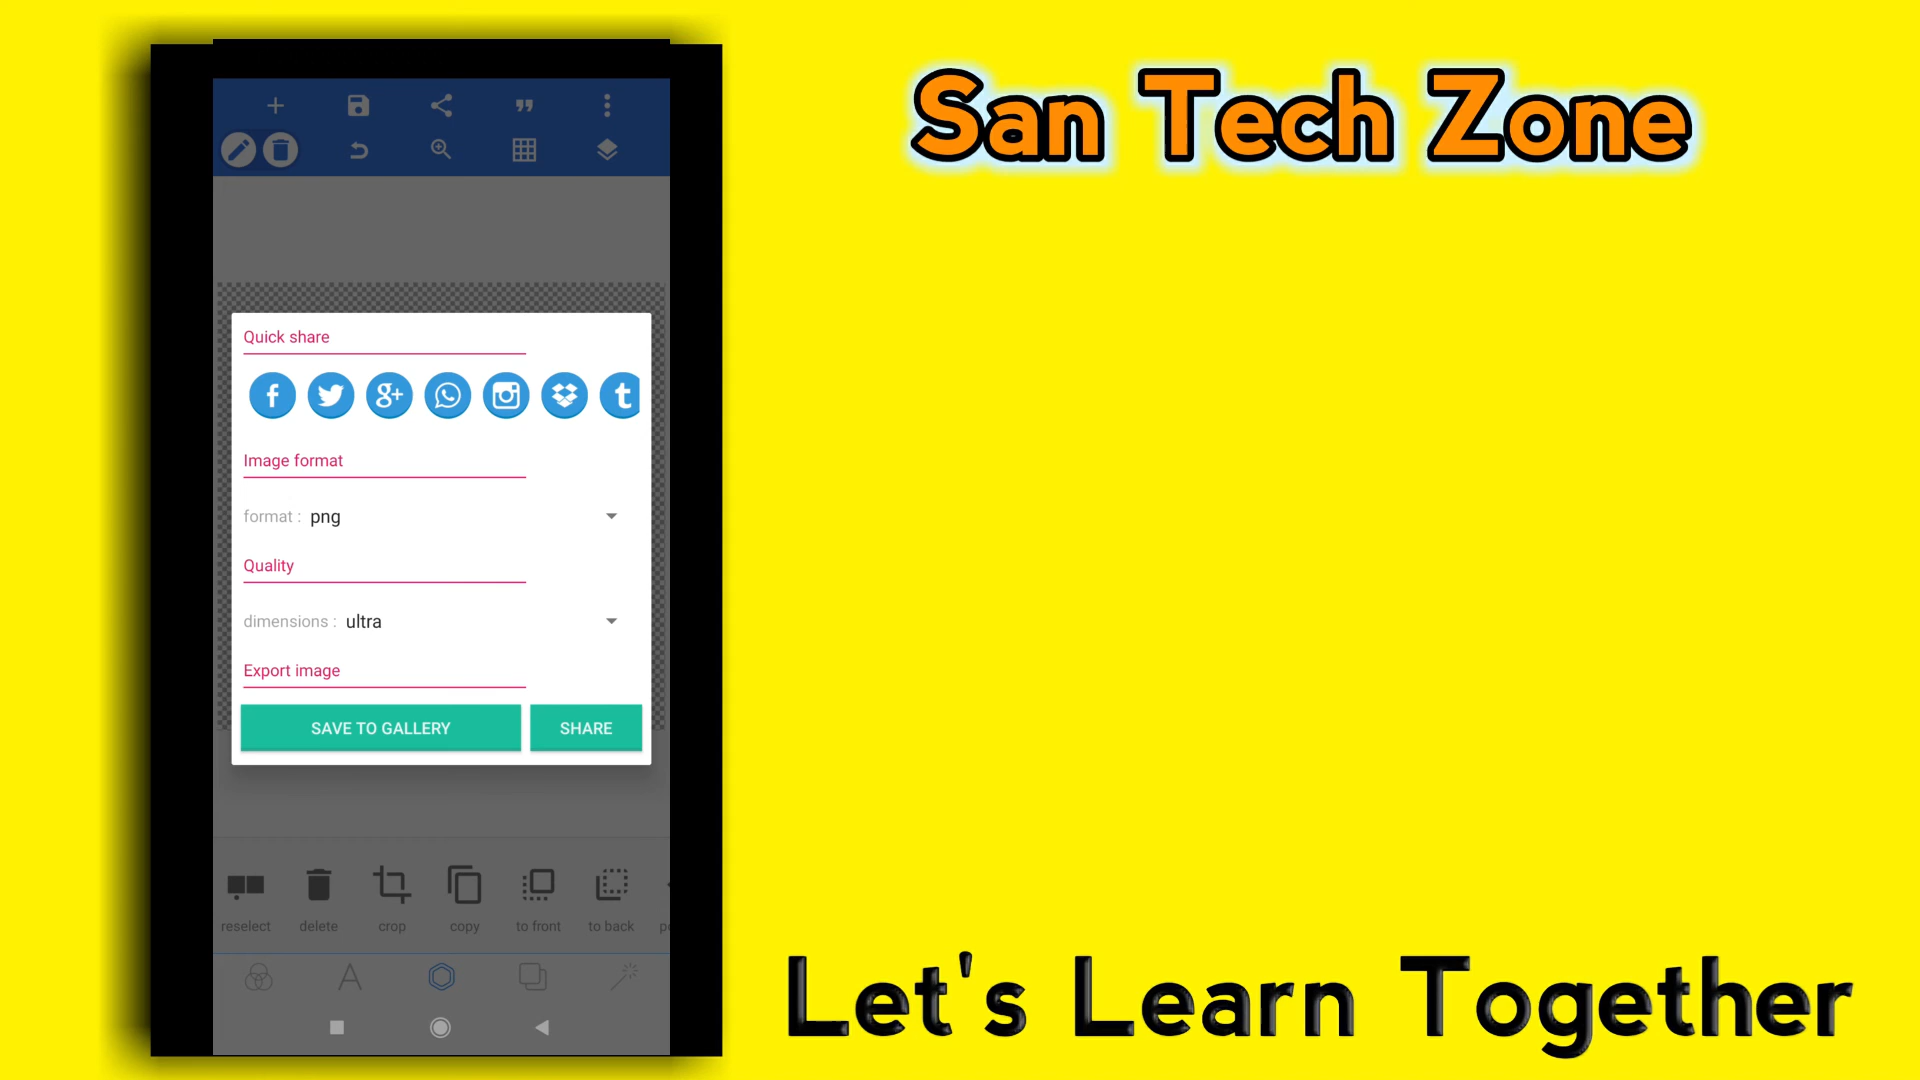 San Tech Zone
Quick share
Image format
format : png
Quality
dimensions : ultra
Export image
SAVE TO GALLERY SHARE
reselect delete crop copy to front to back
Let's Learn Together